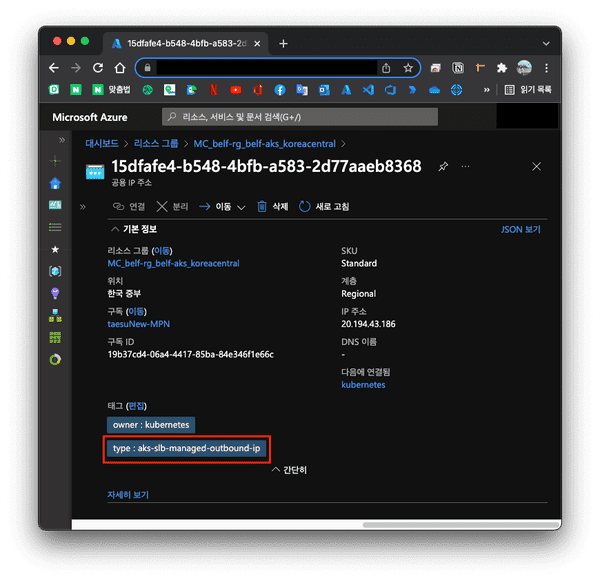 15dfafe4-b548-4bfb-a583-2d7
맞춤법
읽기 목록
Microsoft Azure
리소스, 서비스 및 문서 검색(G+/)
대시보드 > 리소스 그룹 > MC_belf-rg_belf-aks_koreacentral >
15dfafe4-b548-4bfb-a583-2d77aaeb8368
공용 IP 주소
연결 분리 이동 삭제 새로 고침
기본 정보
JSON 보기
리소스 그룹 (이동)
MC_belf-rg_belf-aks_koreacentral
위치
한국 중부
구독 (이동)
taesuNew-MPN
구독 ID
19b37cd4-06a4-4417-85ba-84e346f1e66c
SKU
Standard
계층
Regional
IP 주소
20.194.43.186
DNS 이름
-
다음에 연결됨
kubernetes
태그 (편집)
owner : kubernetes
type : aks-slb-managed-outbound-ip
간단히
자세히 보기